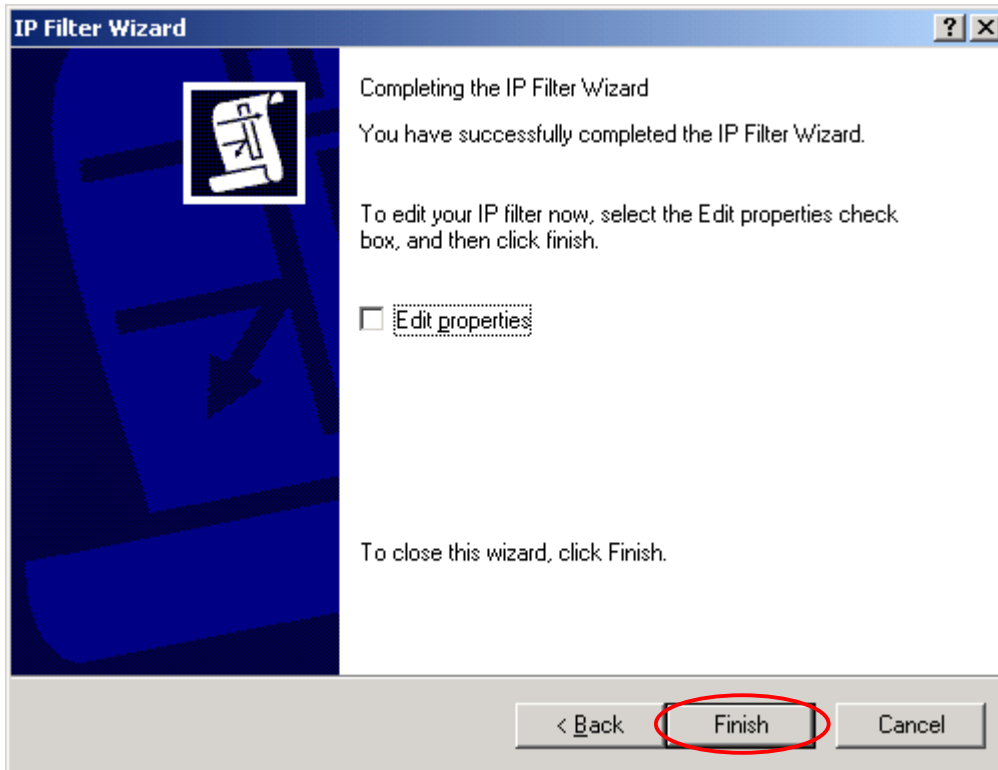 IP Filter Wizard
Completing the IP Filter Wizard
You have successfully completed the IP Filter Wizard.
To edit your IP filter now, select the Edit properties check
box, and then click finish.
Edit properties
To close this wizard, click Finish.
< Back
Finish
Cancel